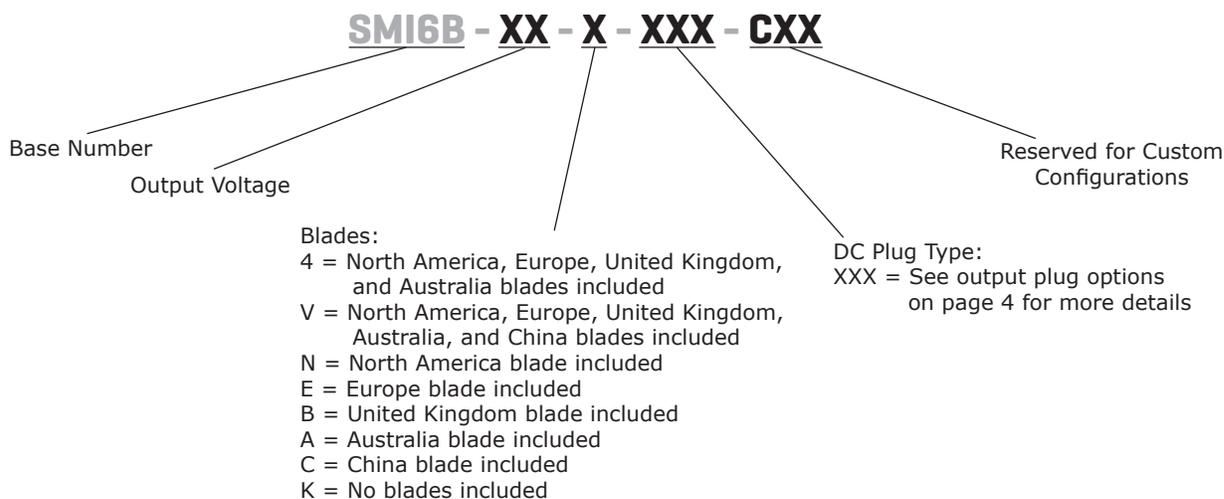 SMI6B - XX - X - XXX - CXX
Base Number
Output Voltage
Reserved for Custom
Configurations
Blades:
4 = North America, Europe, United Kingdom,
and Australia blades included
V = North America, Europe, United Kingdom,
Australia, and China blades included
N = North America blade included
E = Europe blade included
B = United Kingdom blade included
A = Australia blade included
C = China blade included
K = No blades included
DC Plug Type:
XXX = See output plug options
on page 4 for more details